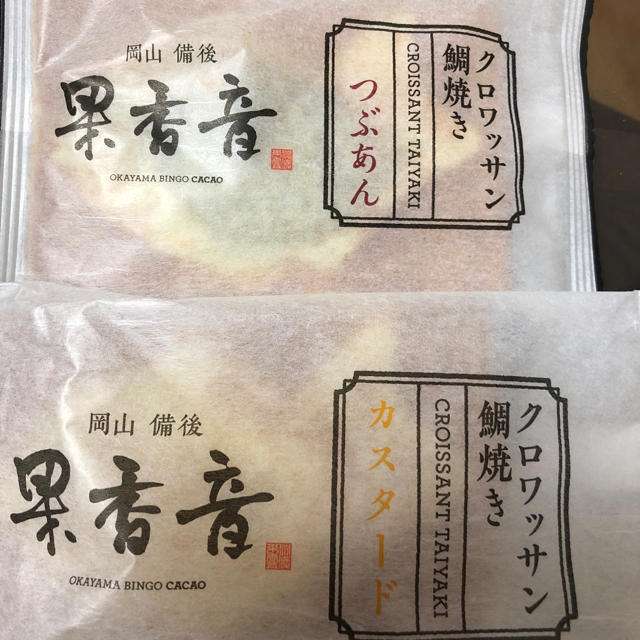 岡山 備後
果香音
OKAYAMA BINGO CACAO
クロワッサン
鯛焼き
CROISSANT TAIYAKI
つぶあん
岡山 備後
果香音
OKAYAMA BINGO CACAO
クロワッサン
鯛焼き
CROISSANT TAIYAKI
カスタード